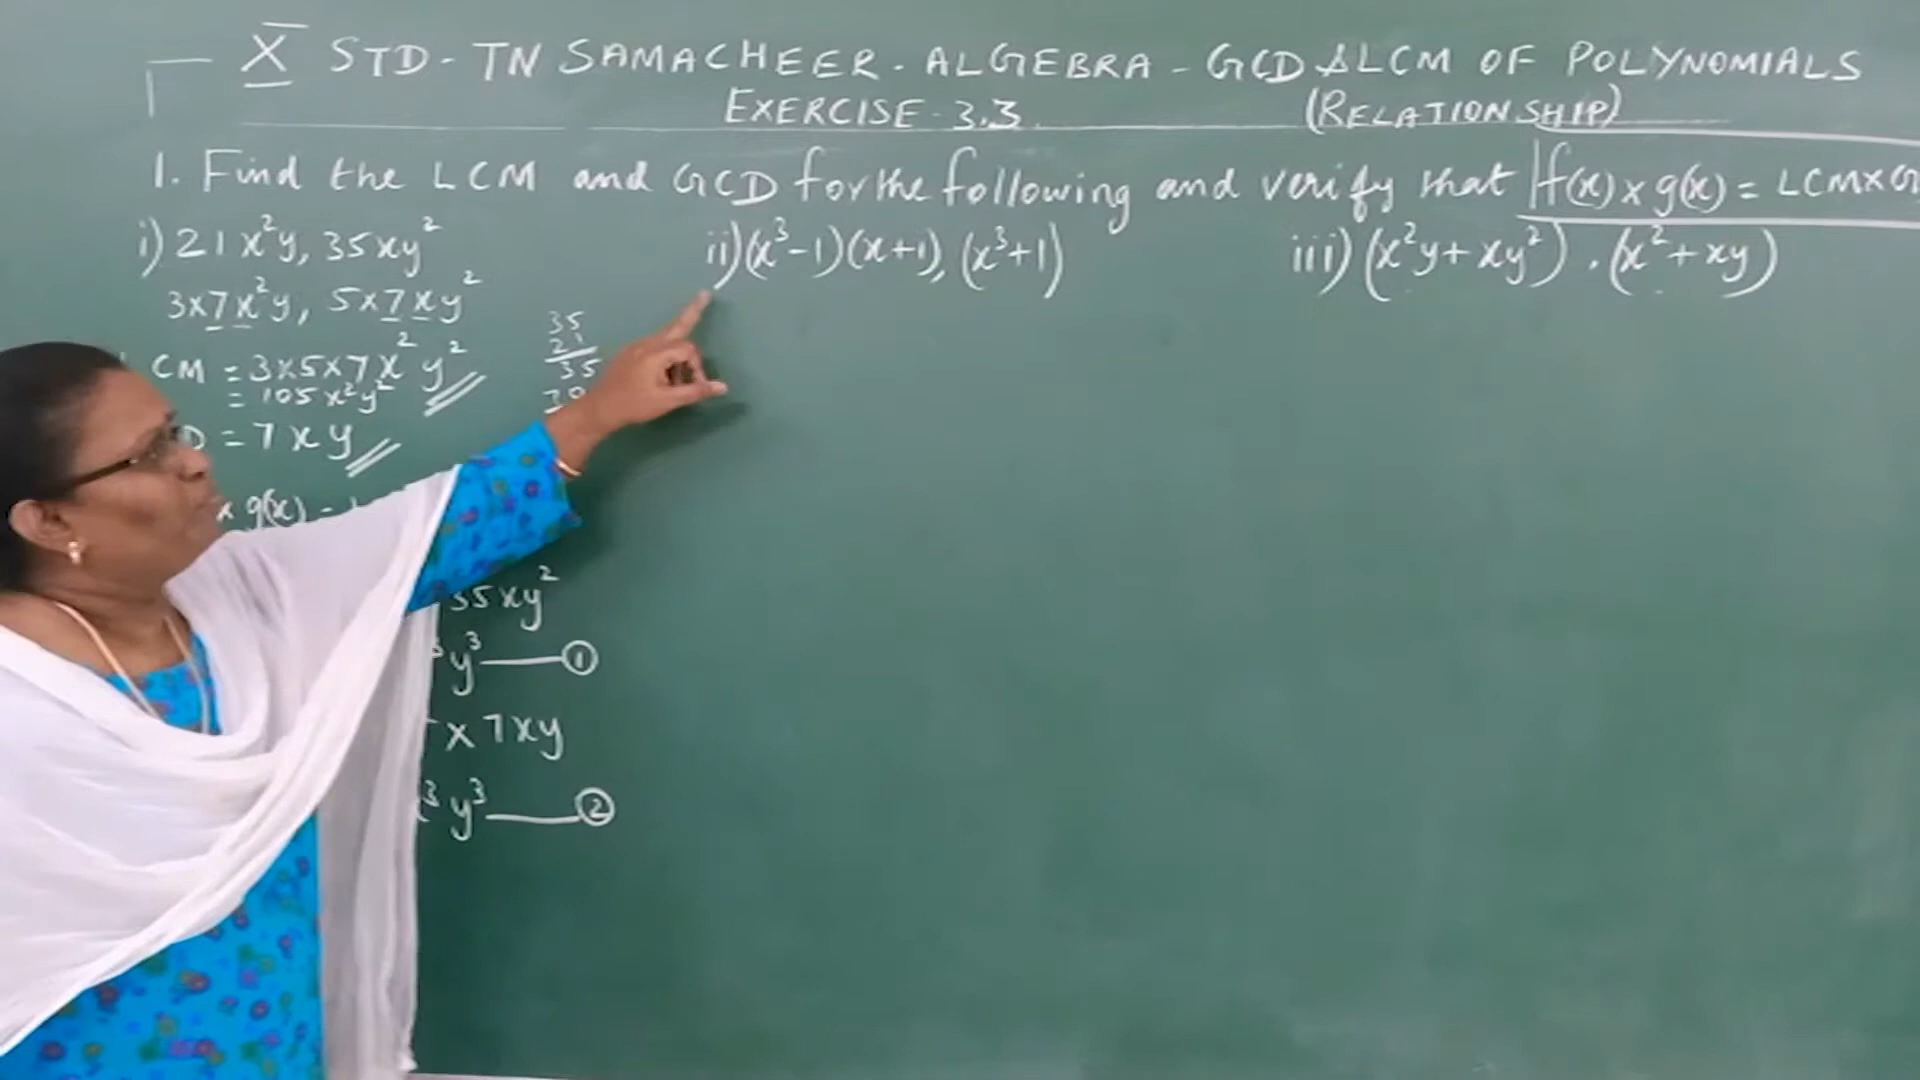 X STD - TN SAMACHEER - ALGEBRA - GCD & LCM OF POLYNOMIALS
EXERCISE - 3.3 (RELATIONSHIP)
1. Find the LCM and GCD for the following and verify that f(x) x g(x) = LCM x G
i) 21x²y, 35xy²
3x7x²y, 5x7xy²
CM = 3x5x7x²y²
= 105x²y²
D = 7xy
x g(x) =
35xy²
y³ ― ①
x 7xy
³y³ ― ②
35
21
35
ii) (x³-1)(x+1), (x³+1)
iii) (x²y+xy²), (x²+xy)